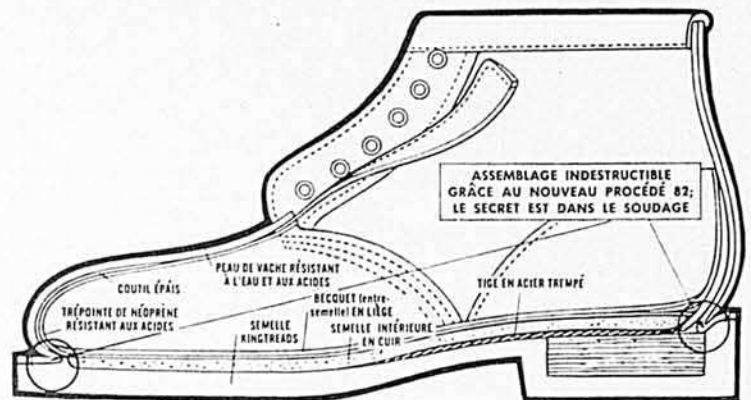 ASSEMBLAGE INDESTRUCTIBLE
GRÂCE AU NOUVEAU PROCÉDÉ 82;
LE SECRET EST DANS LE SOUDAGE
PEAU DE VACHE RÉSISTANT
À L'EAU ET AUX ACIDES
COUTIL ÉPAIS
TRÉPOINTE DE NÉOPRÈNE
RÉSISTANT AUX ACIDES
BECQUET (entre-
semelle) EN LIÈGE
TIGE EN ACIER TREMPÉ
SEMELLE
KINGTREADS
SEMELLE INTÉRIEURE
EN CUIR